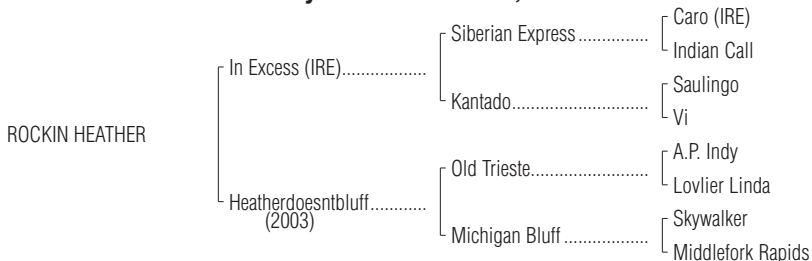 Caro (IRE)
Siberian Express...............
Indian Call
In Excess (IRE)..................
Saulingo
Kantado.............................
Vi
ROCKIN HEATHER
A.P. Indy
Old Trieste.........................
Lovlier Linda
Heatherdoesntbluff............
(2003)
Skywalker
Michigan Bluff ..................
Middlefork Rapids